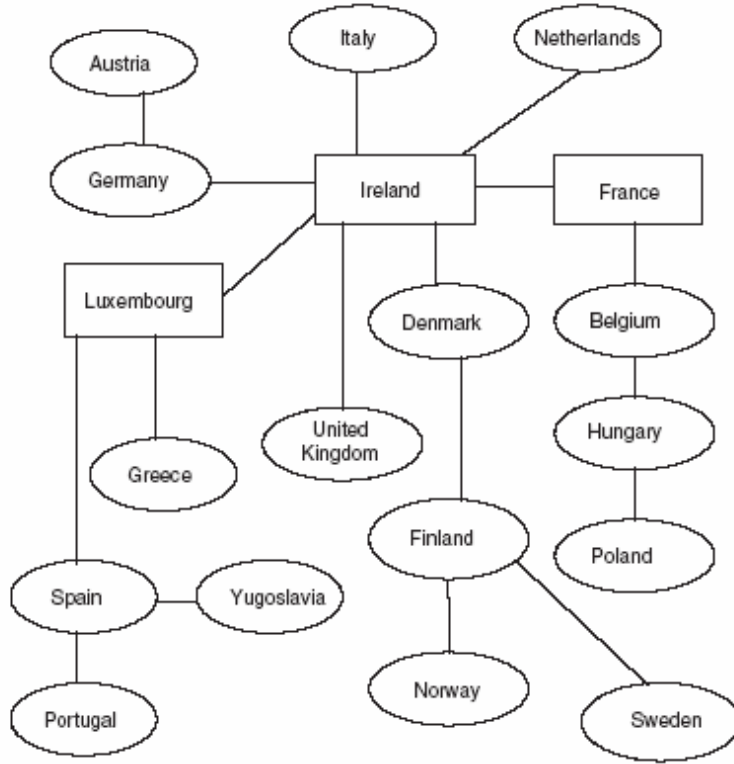 Italy
Netherlands
Austria
Germany
Ireland
France
Luxembourg
Denmark
Belgium
United
Kingdom
Hungary
Greece
Finland
Poland
Spain
Yugoslavia
Norway
Portugal
Sweden